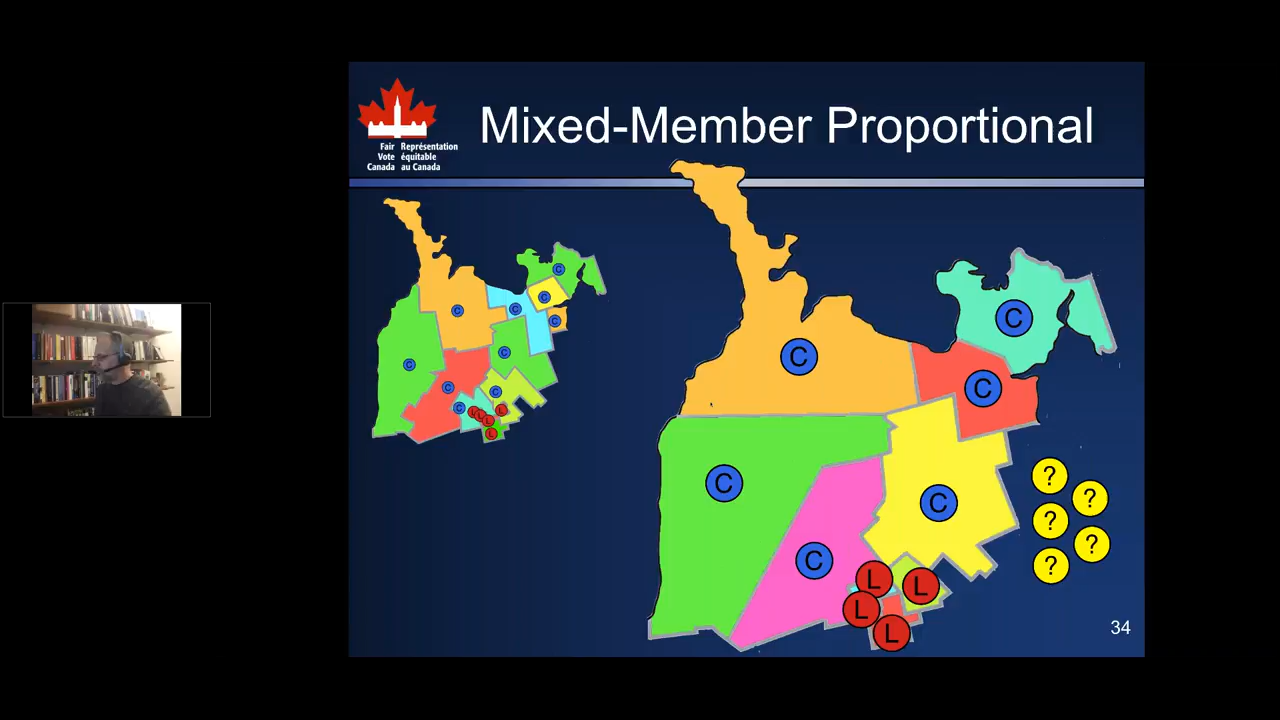 Mixed-Member Proportional
Fair Représentation
Vote équitable
Canada au Canada
C
C
C
C
C
C
C
C
C
L
L
L
L
C
C
C
C
C
C
L
L
L
L
?
?
?
?
?
34